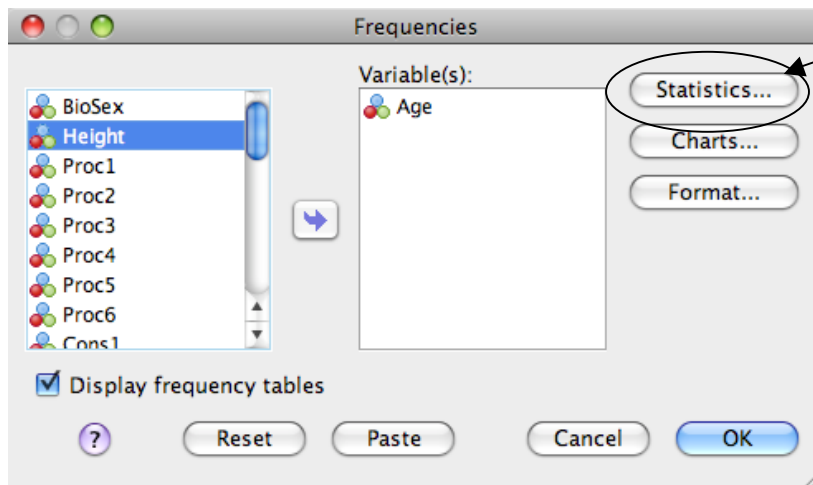 Frequencies
Variable(s):
BioSex
Height
Proc1
Proc2
Proc3
Proc4
Proc5
Proc6
Cons1
Age
Statistics...
Charts...
Format...
Display frequency tables
?
Reset
Paste
Cancel
OK